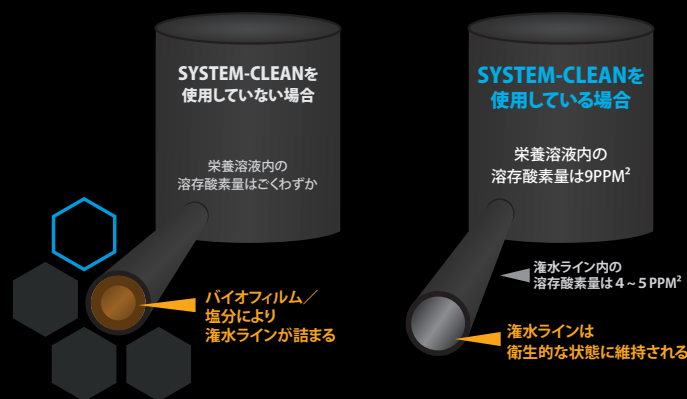 SYSTEM-CLEANを
使用していない場合
栄養溶液内の
溶存酸素量はごくわずか
バイオフィルム／
塩分により
潅水ラインが詰まる
SYSTEM-CLEANを
使用している場合
栄養溶液内の
溶存酸素量は9PPM²
潅水ライン内の
溶存酸素量は４～５PPM²
潅水ラインは
衛生的な状態に維持される